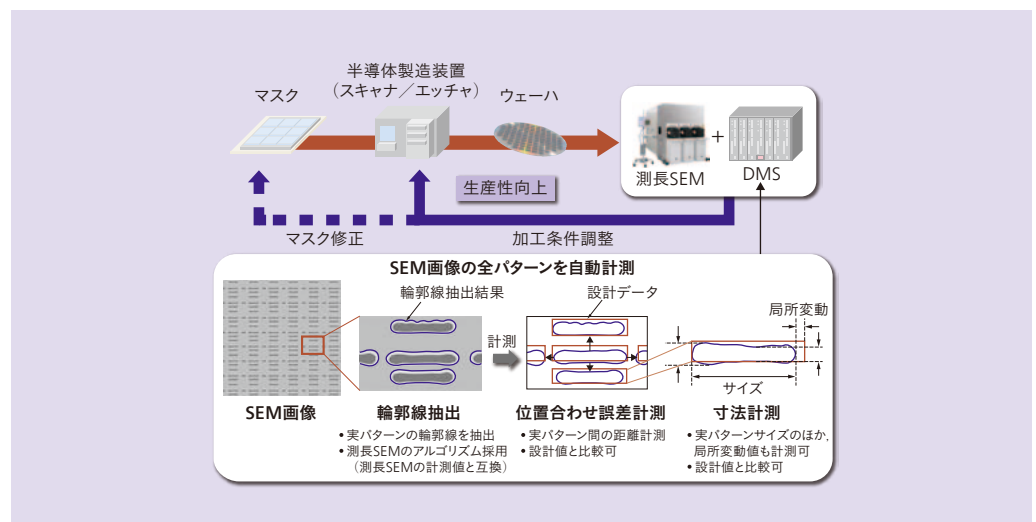 半導体製造装置
（スキャナ／エッチャ）
マスク
ウェーハ
+
測長SEM
DMS
生産性向上
マスク修正
加工条件調整
SEM画像の全パターンを自動計測
輪郭線抽出結果
設計データ
局所変動
計測
サイズ
SEM画像
輪郭線抽出
• 実パターンの輪郭線を抽出
• 測長SEMのアルゴリズム採用
（測長SEMの計測値と互換）
位置合わせ誤差計測
• 実パターン間の距離計測
• 設計値と比較可
寸法計測
• 実パターンサイズのほか，
局所変動値も計測可
• 設計値と比較可